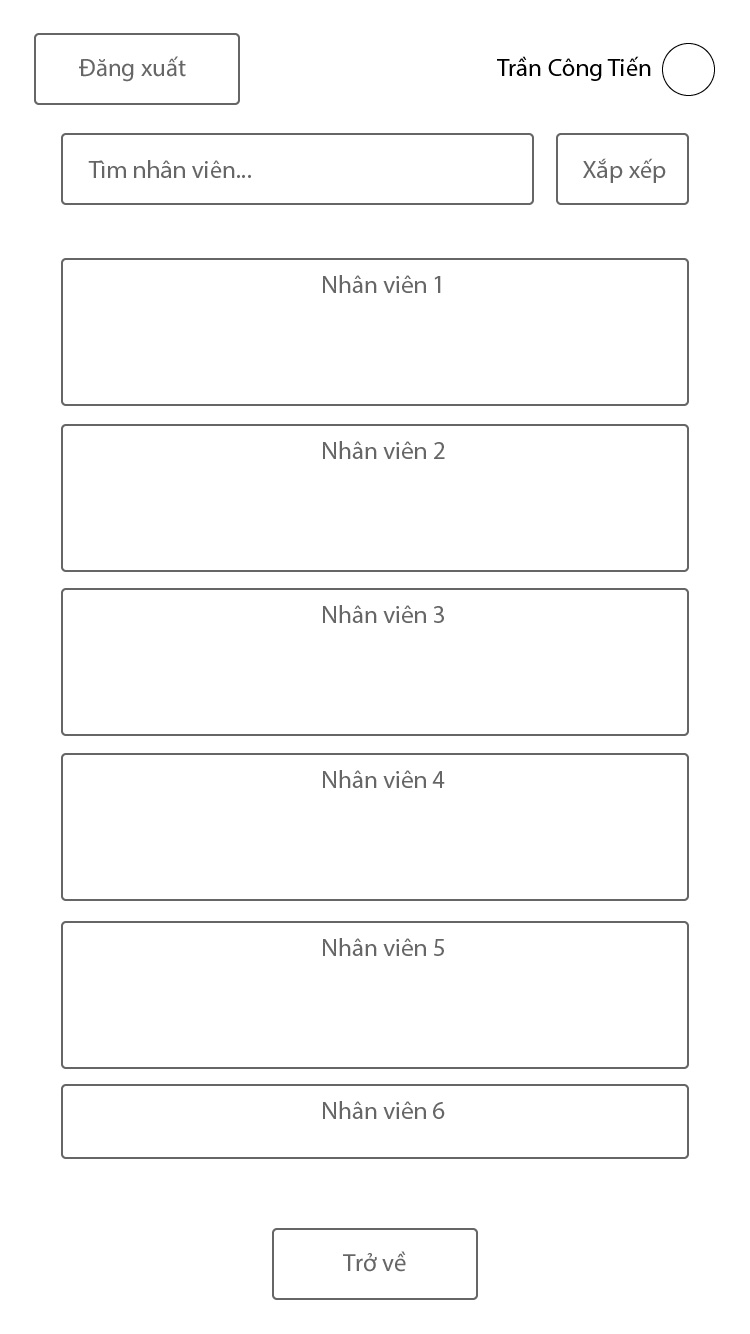 Đăng xuất
Trần Công Tiến
Tìm nhân viên...
Xắp xếp
Nhân viên 1
Nhân viên 2
Nhân viên 3
Nhân viên 4
Nhân viên 5
Nhân viên 6
Trở về